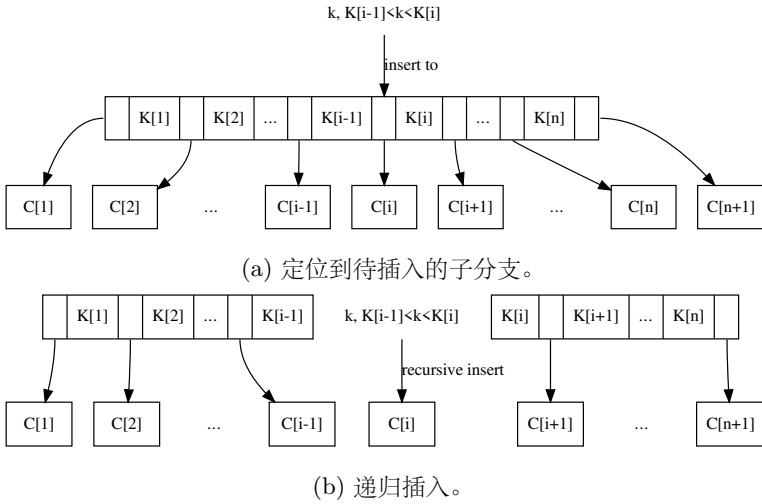 k, K[i-1]<k<K[i]
insert to
K[1] K[2] ... K[i-1] K[i] ... K[n]
C[1] C[2] ... C[i-1] C[i] C[i+1] ... C[n] C[n+1]
(a) 定位到待插入的子分支。
K[1] K[2] ... K[i-1] k, K[i-1]<k<K[i] K[i] K[i+1] ... K[n]
recursive insert
C[1] C[2] ... C[i-1] C[i] C[i+1] ... C[n+1]
(b) 递归插入。